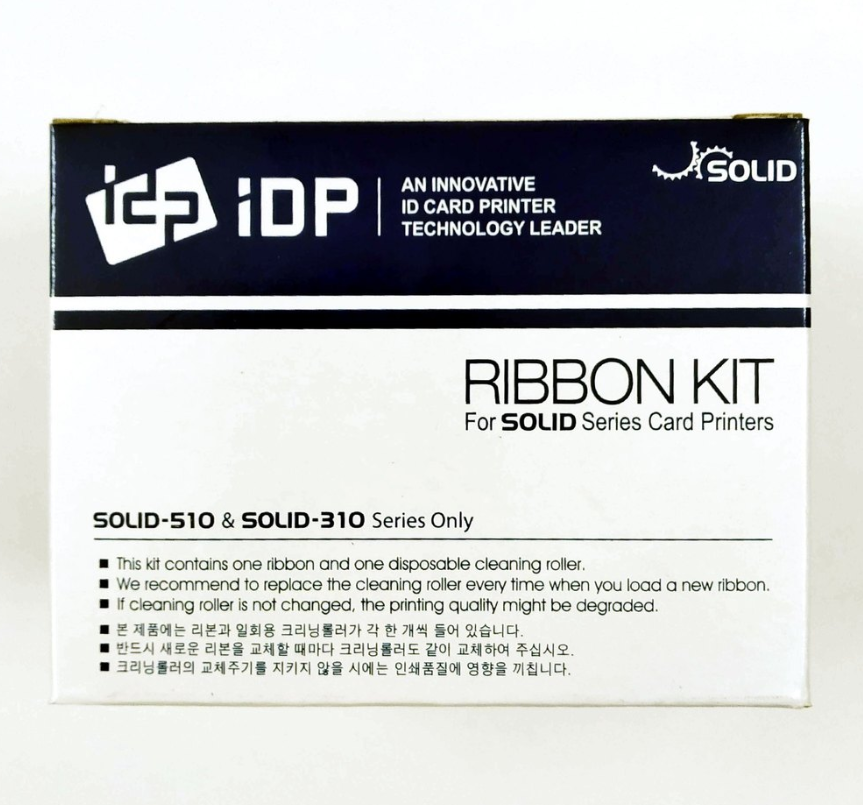 idp iDP
AN INNOVATIVE
ID CARD PRINTER
TECHNOLOGY LEADER
SOLID
RIBBON KIT
For SOLID Series Card Printers
SOLID-510 & SOLID-310 Series Only
■ This kit contains one ribbon and one disposable cleaning roller.
■ We recommend to replace the cleaning roller every time when you load a new ribbon.
■ If cleaning roller is not changed, the printing quality might be degraded.
■ 본 제품에는 리본과 일회용 크리닝롤러가 각 한 개씩 들어 있습니다.
■ 반드시 새로운 리본을 교체할 때마다 크리닝롤러도 같이 교체하여 주십시오.
■ 크리닝롤러의 교체주기를 지키지 않을 시에는 인쇄품질에 영향을 끼칩니다.